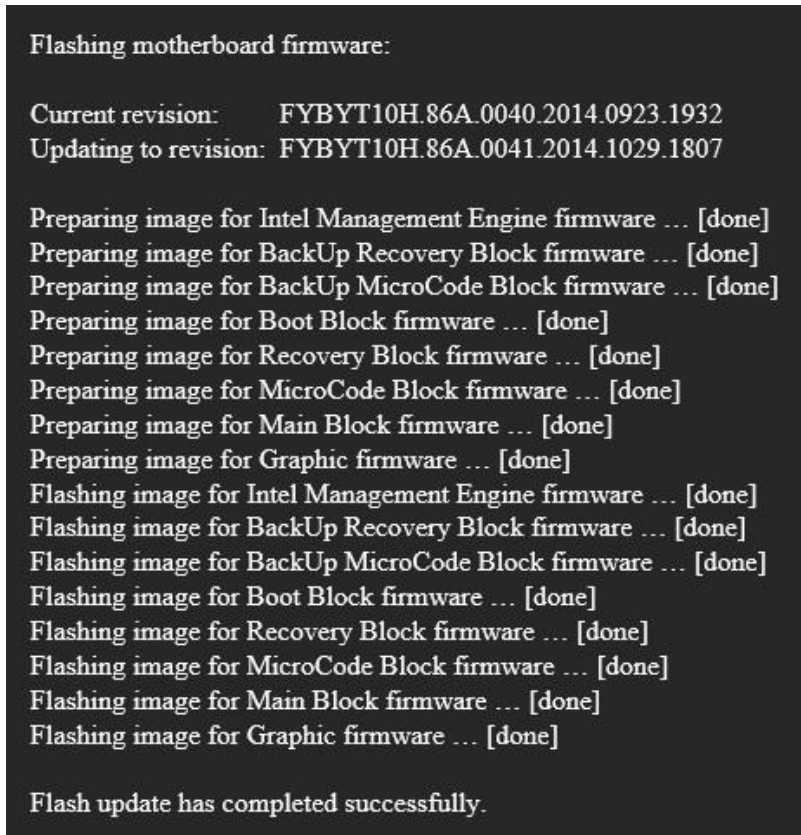 Flashing motherboard firmware:
Current revision: FYBYT10H.86A.0040.2014.0923.1932
Updating to revision: FYBYT10H.86A.0041.2014.1029.1807
Preparing image for Intel Management Engine firmware … [done]
Preparing image for BackUp Recovery Block firmware … [done]
Preparing image for BackUp MicroCode Block firmware … [done]
Preparing image for Boot Block firmware … [done]
Preparing image for Recovery Block firmware … [done]
Preparing image for MicroCode Block firmware … [done]
Preparing image for Main Block firmware … [done]
Preparing image for Graphic firmware … [done]
Flashing image for Intel Management Engine firmware … [done]
Flashing image for BackUp Recovery Block firmware … [done]
Flashing image for BackUp MicroCode Block firmware … [done]
Flashing image for Boot Block firmware … [done]
Flashing image for Recovery Block firmware … [done]
Flashing image for MicroCode Block firmware … [done]
Flashing image for Main Block firmware … [done]
Flashing image for Graphic firmware … [done]
Flash update has completed successfully.